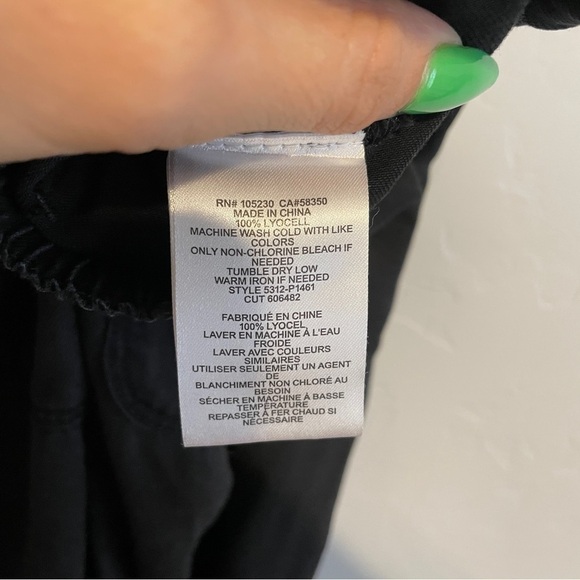 RN# 105230 CA#58350
MADE IN CHINA
100% LYOCELL
MACHINE WASH COLD WITH LIKE
COLORS
ONLY NON-CHLORINE BLEACH IF
NEEDED
TUMBLE DRY LOW
WARM IRON IF NEEDED
STYLE 5312-P1461
CUT 606482
FABRIQUÉ EN CHINE
100% LYOCEL
LAVER EN MACHINE À L'EAU
FROIDE
LAVER AVEC COULEURS
SIMILAIRES
UTILISER SEULEMENT UN AGENT
DE
BLANCHIMENT NON CHLORÉ AU
BESOIN
SÉCHER EN MACHINE À BASSE
TEMPÉRATURE
REPASSER À FER CHAUD SI
NÉCESSAIRE